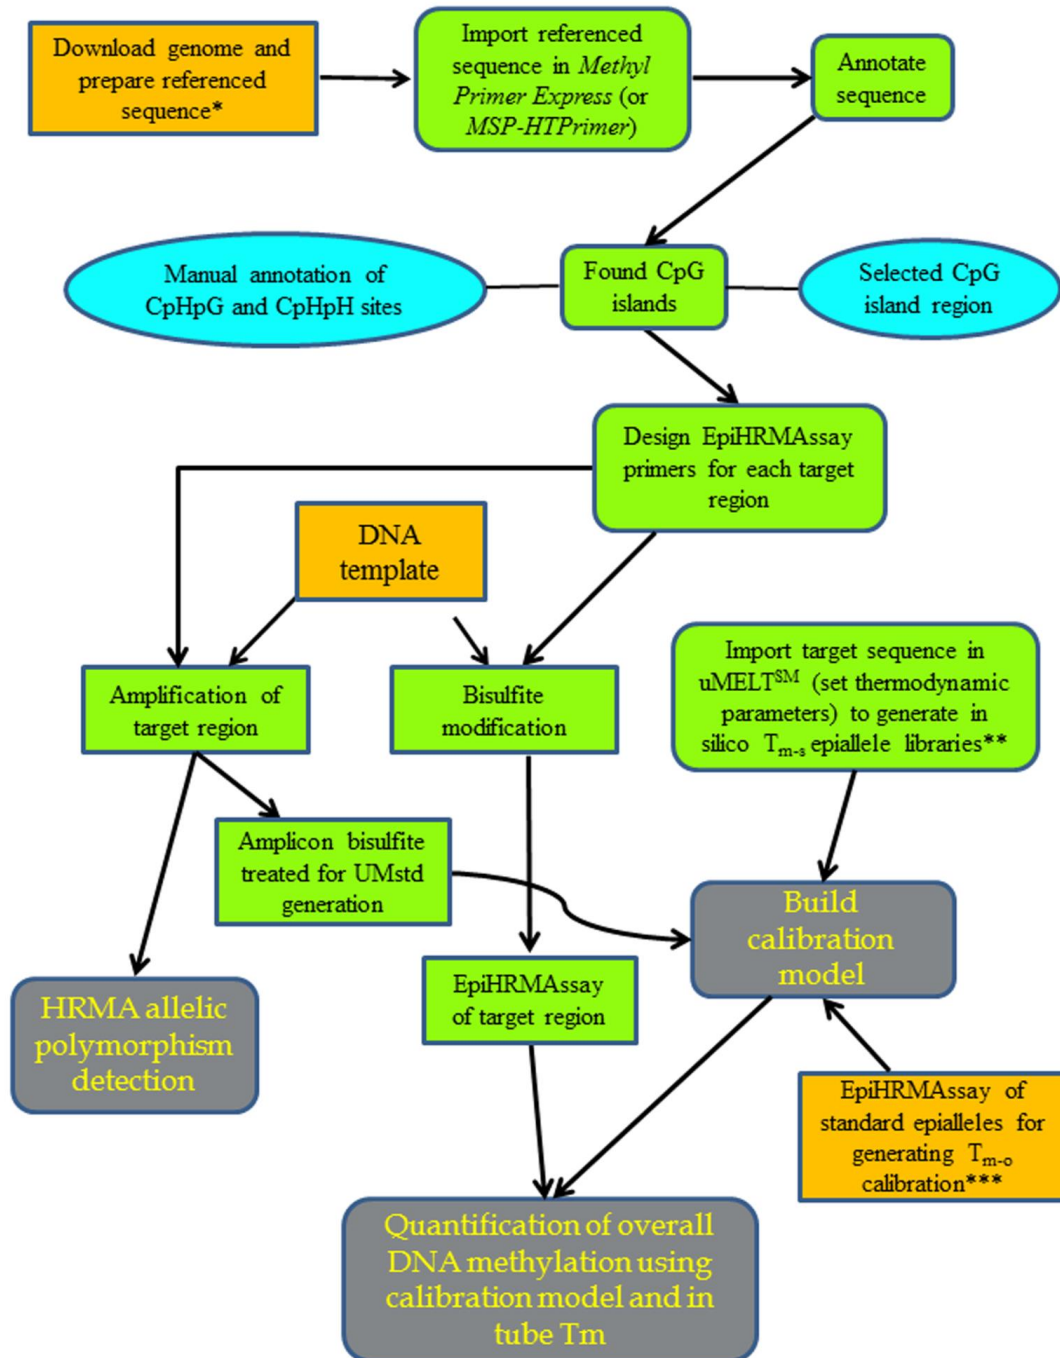 Download genome and
prepare referenced
sequence*
Import referenced
sequence in Methyl
Primer Express (or
MSP-HTPrimer)
Annotate
sequence
Manual annotation of
CpHpG and CpHpH sites
Found CpG
islands
Selected CpG
island region
Design EpiHRMAssay
primers for each target
region
DNA
template
Amplification of
target region
Bisulfite
modification
Import target sequence in
uMELT^SM (set thermodynamic
parameters) to generate in
silico T_m-s epiallele libraries**
Amplicon bisulfite
treated for UMstd
generation
Build
calibration
model
HRMA allelic
polymorphism
detection
EpiHRMAssay
of target region
EpiHRMAssay of
standard epialleles for
generating T_m-o
calibration***
Quantification of overall
DNA methylation using
calibration model and in
tube Tm